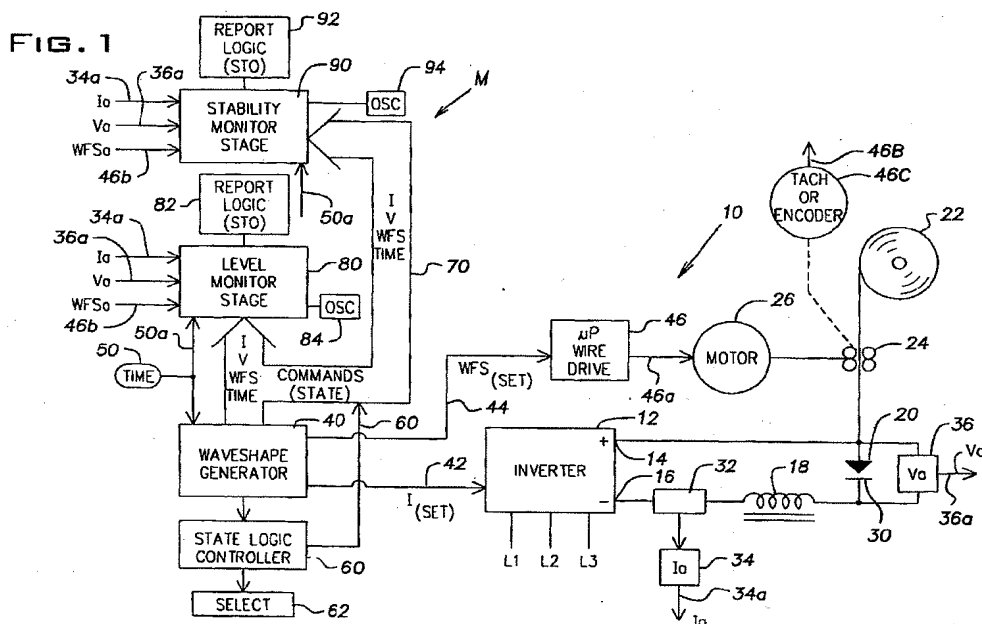 FIG. 1
92
REPORT
LOGIC
(STO)
90
94
34a
36a
Ia
Va
WFSa
46b
STABILITY
MONITOR
STAGE
OSC
M
82
REPORT
LOGIC
(STO)
50a
I
V
WFS
TIME
70
34a
36a
Ia
Va
WFSa
46b
LEVEL
MONITOR
STAGE
80
OSC
84
50a
50
TIME
I
V
WFS
TIME
COMMANDS
(STATE)
40
60
44
WAVESHAPE
GENERATOR
42
I(SET)
STATE LOGIC
CONTROLLER
60
SELECT
62
46B
46C
TACH
OR
ENCODER
10
22
26
46
µP
WIRE
DRIVE
WFS(SET)
46a
MOTOR
24
12
INVERTER
+
−
14
16
L1
L2
L3
32
18
20
36
Va
Va
36a
30
Ia
34
34a
Ia